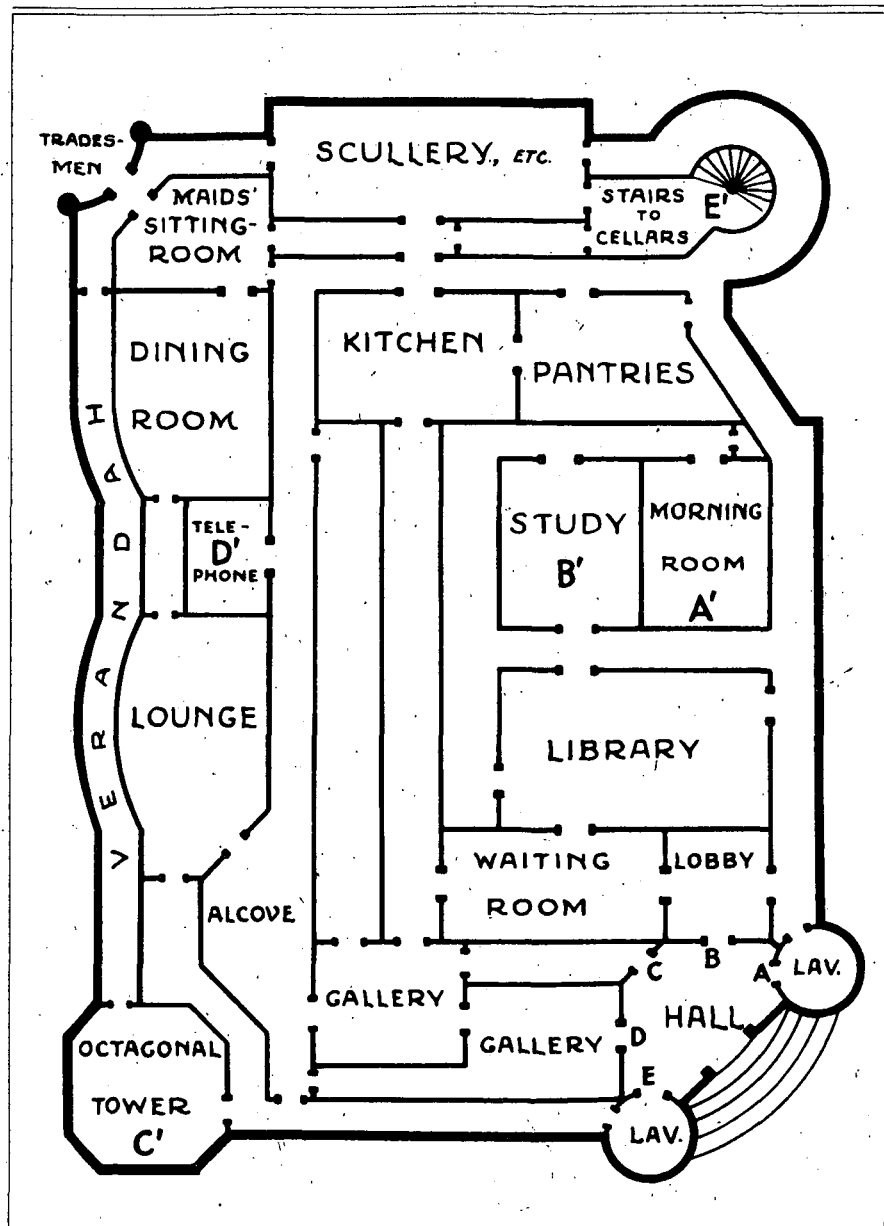 TRADES-
MEN
SCULLERY, ETC.
MAIDS'
SITTING-
ROOM
STAIRS
TO
CELLARS
E'
KITCHEN
PANTRIES
DINING
ROOM
VERANDAH
TELE-
D'
PHONE
STUDY
B'
MORNING
ROOM
A'
LOUNGE
LIBRARY
WAITING
ROOM
LOBBY
ALCOVE
GALLERY
GALLERY
C
B
A
LAV.
HALL
D
E
LAV.
OCTAGONAL
TOWER
C'